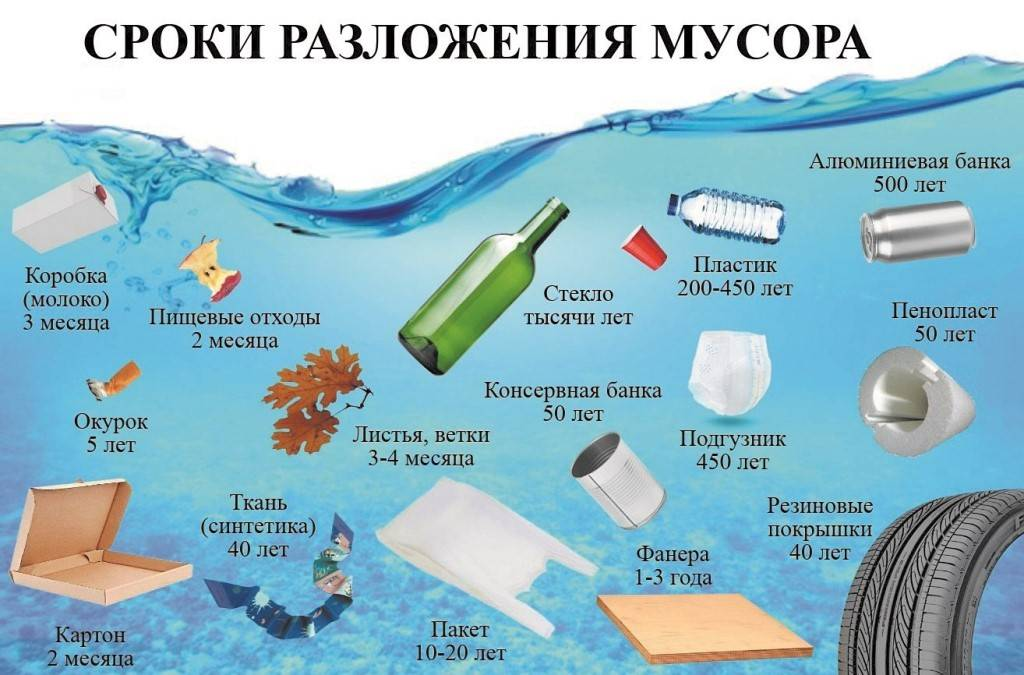 СРОКИ РАЗЛОЖЕНИЯ МУСОРА
Алюминиевая банка
500 лет
Коробка
(молоко)
3 месяца
Пищевые отходы
2 месяца
Стекло
тысячи лет
Пластик
200-450 лет
Пенопласт
50 лет
Окурок
5 лет
Листья, ветки
3-4 месяца
Консервная банка
50 лет
Подгузник
450 лет
Ткань
(синтетика)
40 лет
Резиновые
покрышки
40 лет
Фанера
1-3 года
Картон
2 месяца
Пакет
10-20 лет